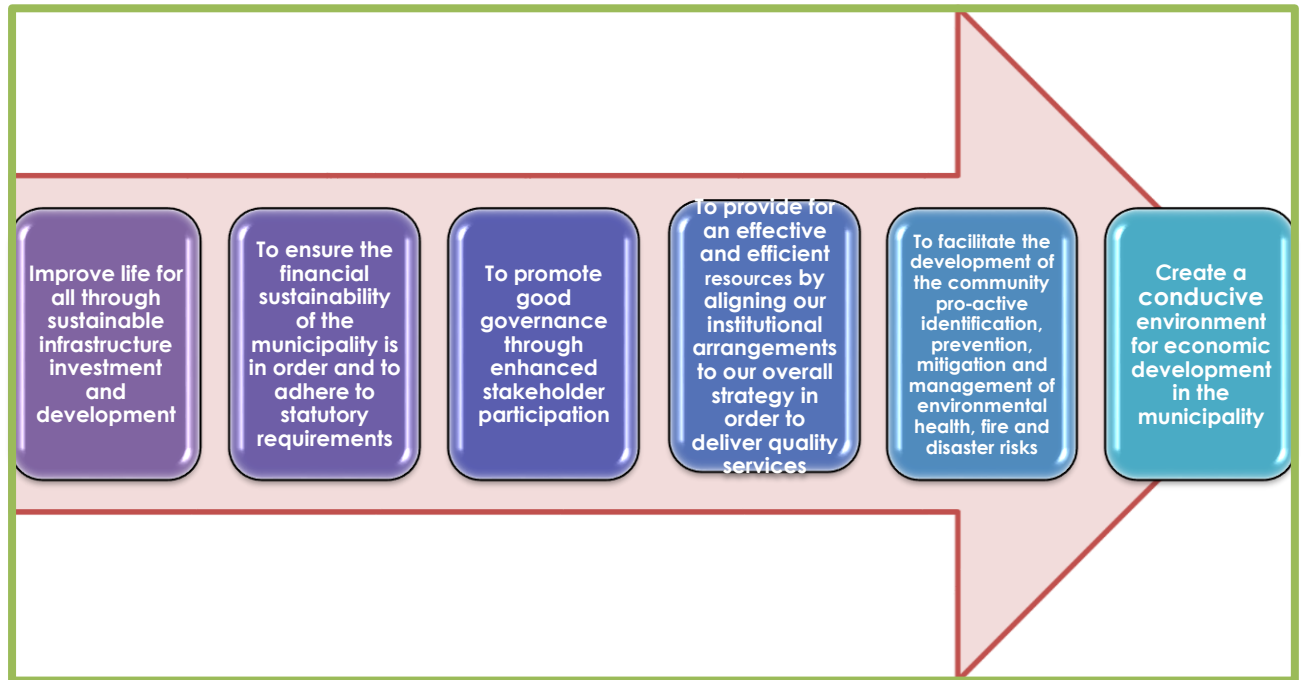 Improve life for
all through
sustainable
infrastructure
investment
and
development
To ensure the
financial
sustainability
of the
municipality is
in order and to
adhere to
statutory
requirements
To promote
good
governance
through
enhanced
stakeholder
participation
To provide for
an effective
and efficient
resources by
aligning our
institutional
arrangements
to our overall
strategy in
order to
deliver quality
services
To facilitate the
development of
the community
pro-active
identification,
prevention,
mitigation and
management of
environmental
health, fire and
disaster risks
Create a
conducive
environment
for economic
development
in the
municipality